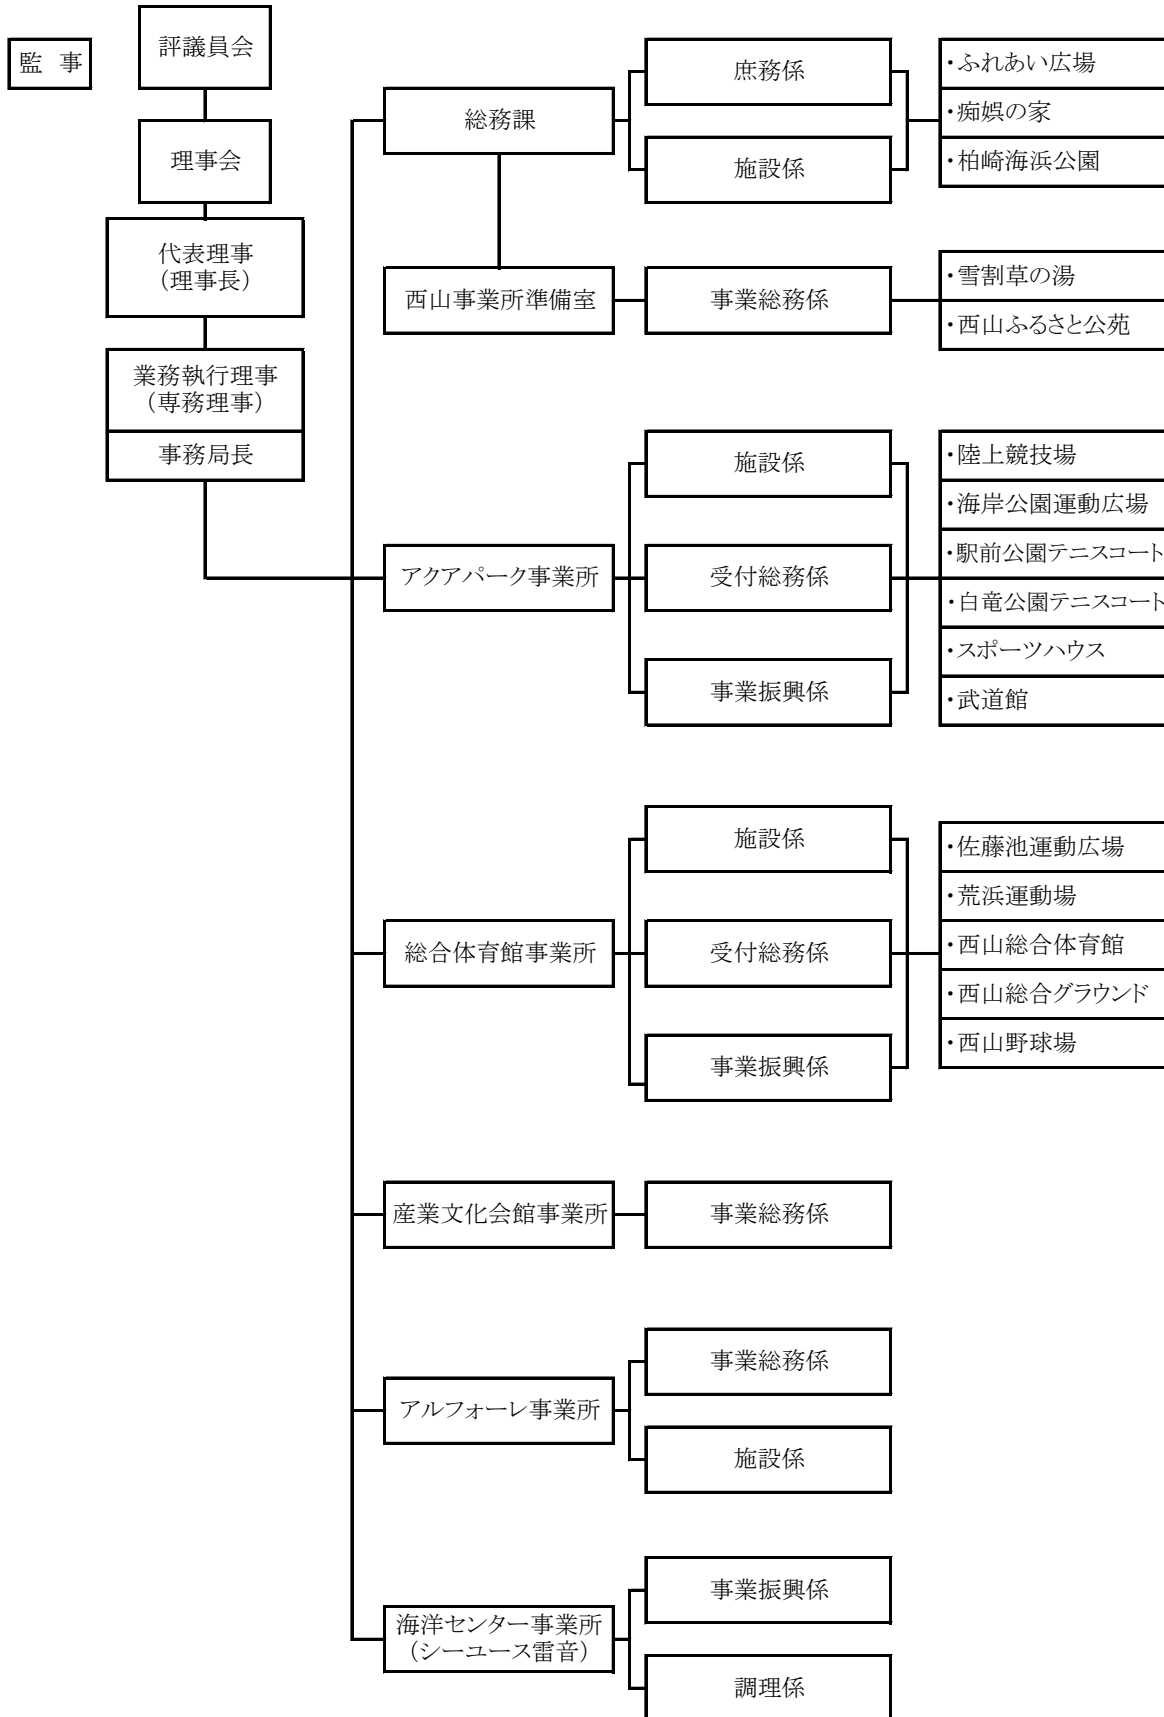 監 事
評議員会
理事会
代表理事
(理事長)
業務執行理事
(専務理事)
事務局長
総務課
庶務係
施設係
・ふれあい広場
・痴娯の家
・柏崎海浜公園
西山事業所準備室
事業総務係
・雪割草の湯
・西山ふるさと公苑
アクアパーク事業所
施設係
受付総務係
事業振興係
・陸上競技場
・海岸公園運動広場
・駅前公園テニスコート
・白竜公園テニスコート
・スポーツハウス
・武道館
総合体育館事業所
施設係
受付総務係
事業振興係
・佐藤池運動広場
・荒浜運動場
・西山総合体育館
・西山総合グラウンド
・西山野球場
産業文化会館事業所
事業総務係
アルフォーレ事業所
事業総務係
施設係
海洋センター事業所
(シーユース雷音)
事業振興係
調理係